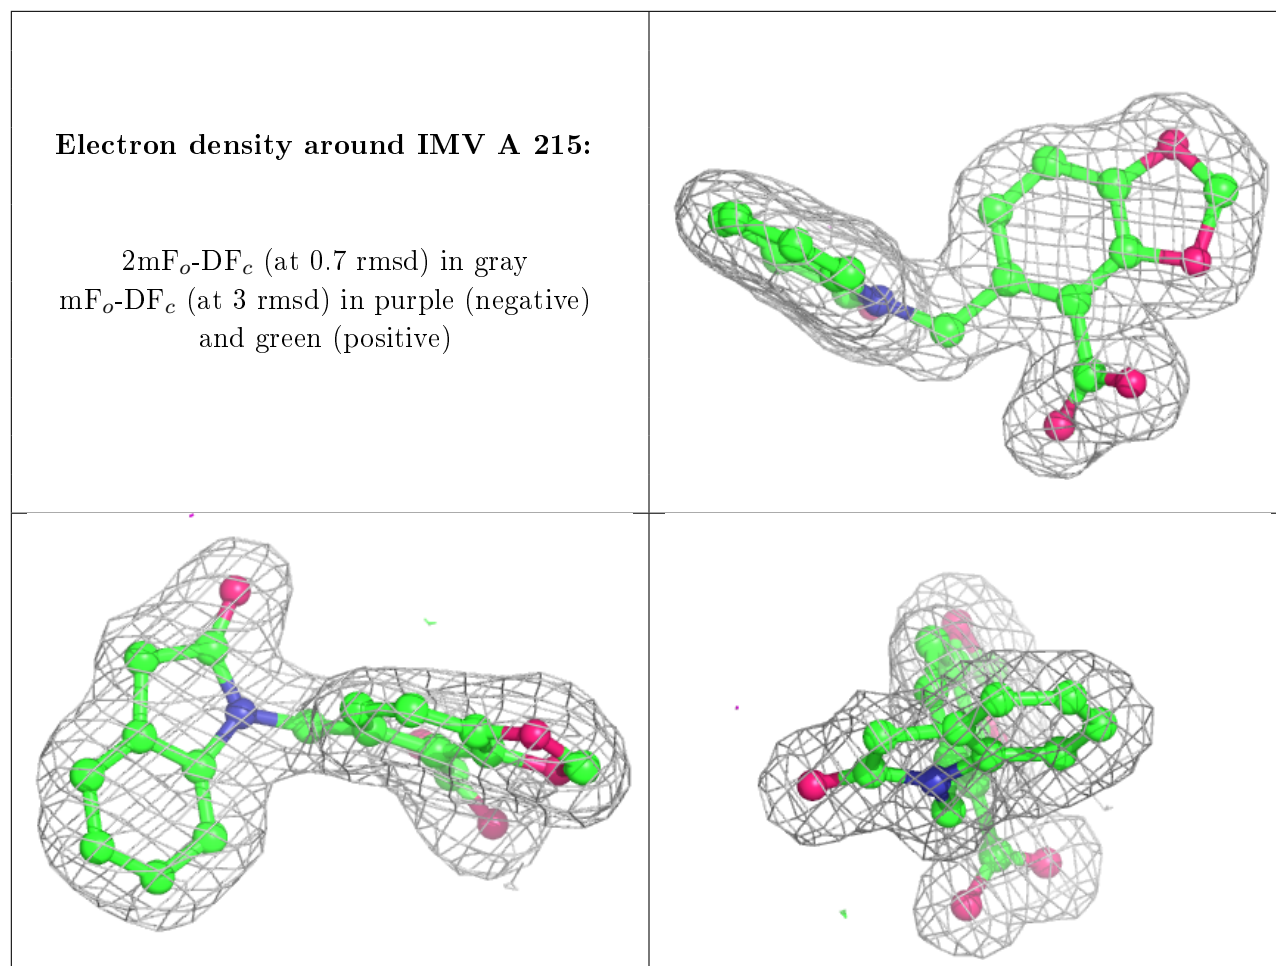 Electron density around IMV A 215:
2mFo-DFc (at 0.7 rmsd) in gray
mFo-DFc (at 3 rmsd) in purple (negative)
and green (positive)